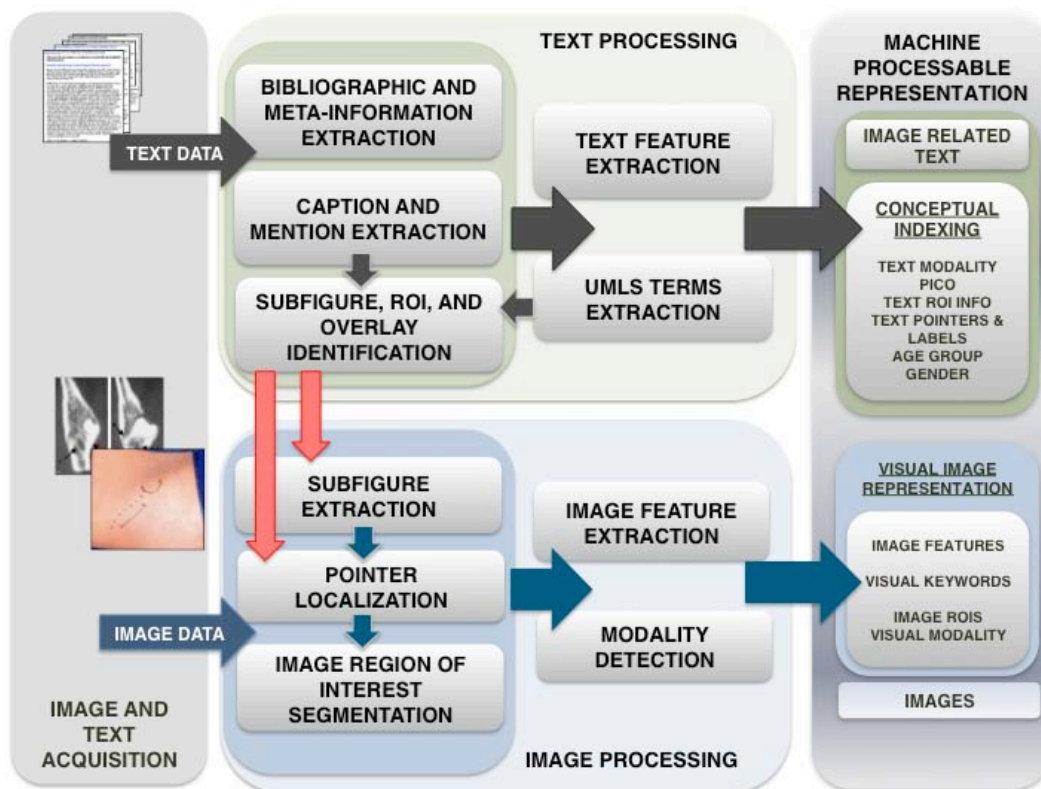 TEXT PROCESSING
MACHINE
PROCESSABLE
REPRESENTATION
BIBLIOGRAPHIC AND
META-INFORMATION
EXTRACTION
TEXT DATA
TEXT FEATURE
EXTRACTION
IMAGE RELATED
TEXT
CAPTION AND
MENTION EXTRACTION
CONCEPTUAL
INDEXING
TEXT MODALITY
PICO
TEXT ROI INFO
TEXT POINTERS &
LABELS
AGE GROUP
GENDER
SUBFIGURE, ROI, AND
OVERLAY
IDENTIFICATION
UMLS TERMS
EXTRACTION
SUBFIGURE
EXTRACTION
IMAGE FEATURE
EXTRACTION
VISUAL IMAGE
REPRESENTATION
IMAGE FEATURES
VISUAL KEYWORDS
IMAGE ROIS
VISUAL MODALITY
POINTER
LOCALIZATION
IMAGE DATA
MODALITY
DETECTION
IMAGE REGION OF
INTEREST
SEGMENTATION
IMAGES
IMAGE AND
TEXT
ACQUISITION
IMAGE PROCESSING